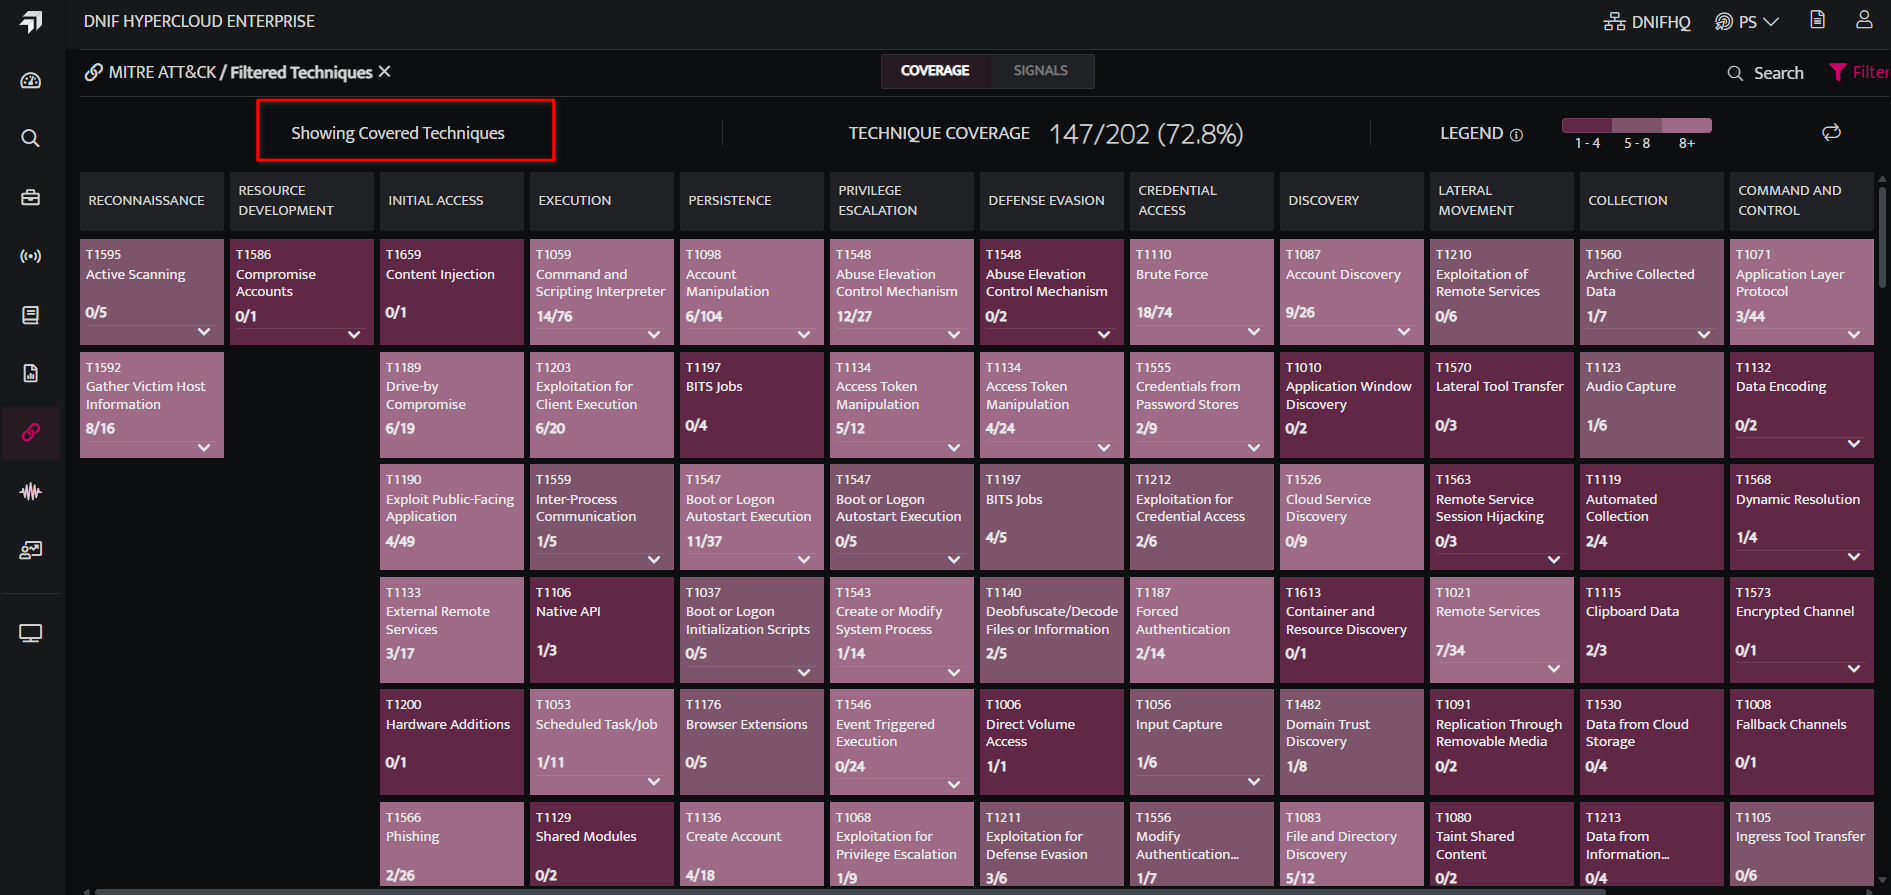 DNIF HYPERCLOUD ENTERPRISE
DNIFHQ
PS
MITRE ATT&CK / Filtered Techniques
COVERAGE
SIGNALS
Search
Filter
Showing Covered Techniques
TECHNIQUE COVERAGE 147/202 (72.8%)
LEGEND
1 - 4
5 - 8
8+
RECONNAISSANCE
RESOURCE
DEVELOPMENT
INITIAL ACCESS
EXECUTION
PERSISTENCE
PRIVILEGE
ESCALATION
DEFENSE EVASION
CREDENTIAL
ACCESS
DISCOVERY
LATERAL
MOVEMENT
COLLECTION
COMMAND AND
CONTROL
T1595
Active Scanning
0/5
T1586
Compromise
Accounts
0/1
T1659
Content Injection
0/1
T1059
Command and
Scripting Interpreter
14/76
T1098
Account
Manipulation
6/104
T1548
Abuse Elevation
Control Mechanism
12/27
T1548
Abuse Elevation
Control Mechanism
0/2
T1110
Brute Force
18/74
T1087
Account Discovery
9/26
T1210
Exploitation of
Remote Services
0/6
T1560
Archive Collected
Data
1/7
T1071
Application Layer
Protocol
3/44
T1592
Gather Victim Host
Information
8/16
T1189
Drive-by
Compromise
6/19
T1203
Exploitation for
Client Execution
6/20
T1197
BITS Jobs
0/4
T1134
Access Token
Manipulation
5/12
T1134
Access Token
Manipulation
4/24
T1555
Credentials from
Password Stores
2/9
T1010
Application Window
Discovery
0/2
T1570
Lateral Tool Transfer
0/3
T1123
Audio Capture
1/6
T1132
Data Encoding
0/2
T1190
Exploit Public-Facing
Application
4/49
T1559
Inter-Process
Communication
1/5
T1547
Boot or Logon
Autostart Execution
11/37
T1547
Boot or Logon
Autostart Execution
0/5
T1197
BITS Jobs
4/5
T1212
Exploitation for
Credential Access
2/6
T1526
Cloud Service
Discovery
0/9
T1563
Remote Service
Session Hijacking
0/3
T1119
Automated
Collection
2/4
T1568
Dynamic Resolution
1/4
T1133
External Remote
Services
3/17
T1106
Native API
1/3
T1037
Boot or Logon
Initialization Scripts
0/5
T1543
Create or Modify
System Process
1/14
T1140
Deobfuscate/Decode
Files or Information
2/5
T1187
Forced
Authentication
2/14
T1613
Container and
Resource Discovery
0/1
T1021
Remote Services
7/34
T1115
Clipboard Data
2/3
T1573
Encrypted Channel
0/1
T1200
Hardware Additions
0/1
T1053
Scheduled Task/Job
1/11
T1176
Browser Extensions
0/5
T1546
Event Triggered
Execution
0/24
T1006
Direct Volume
Access
1/1
T1056
Input Capture
1/6
T1482
Domain Trust
Discovery
1/8
T1091
Replication Through
Removable Media
0/2
T1530
Data from Cloud
Storage
0/4
T1008
Fallback Channels
0/1
T1566
Phishing
2/26
T1129
Shared Modules
0/2
T1136
Create Account
4/18
T1068
Exploitation for
Privilege Escalation
1/9
T1211
Exploitation for
Defense Evasion
3/6
T1556
Modify
Authentication...
1/7
T1083
File and Directory
Discovery
5/12
T1080
Taint Shared
Content
0/2
T1213
Data from
Information...
0/4
T1105
Ingress Tool Transfer
0/6